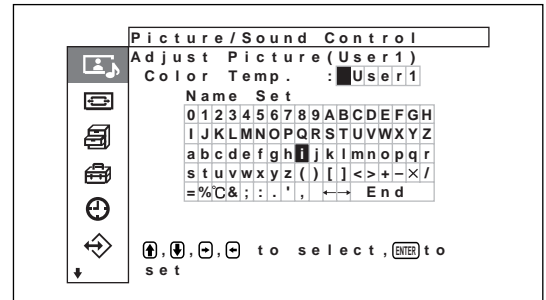 Picture/Sound Control
Adjust Picture(User1)
Color Temp. : User1
Name Set
0123456789ABCDEFGH
IJKLMNOPQRSTUVWXYZ
abcdefghijklmnopqr
stuvwxyz()[]<>+−×/
=%℃&;:.', ←→ End
↑,↓,→,← to select, ENTER to
set